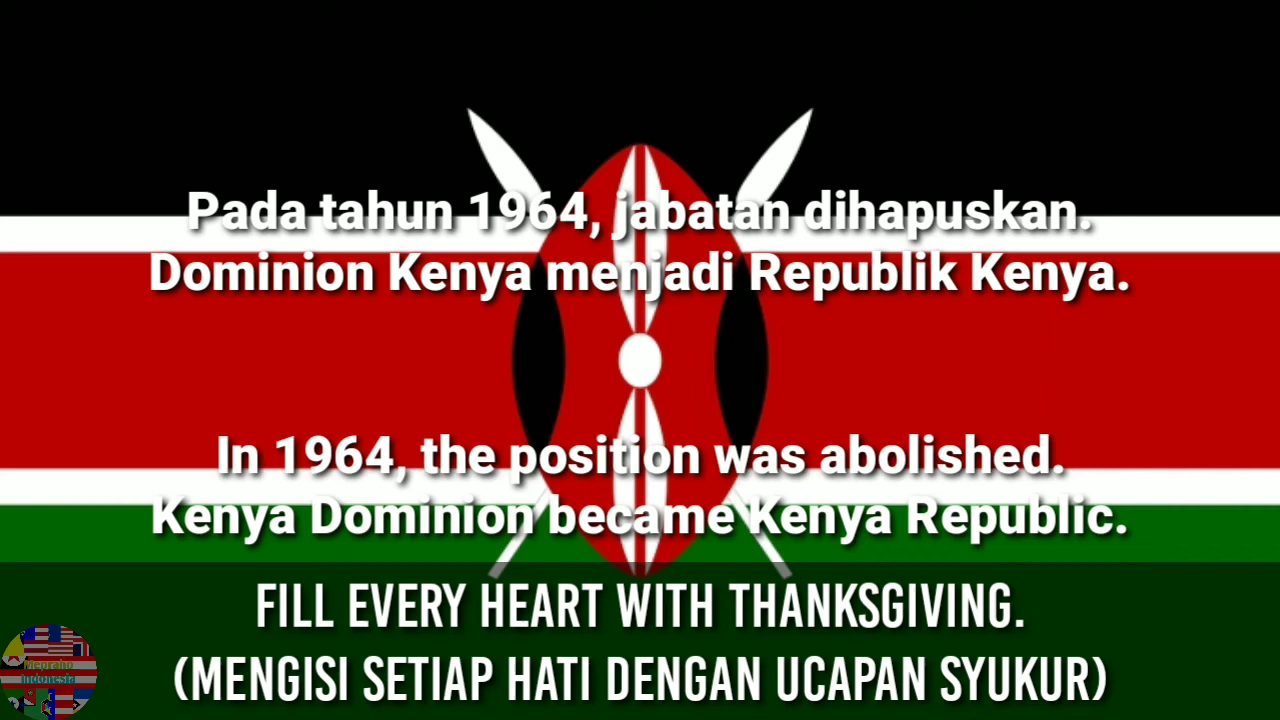 Pada tahun 1964, jabatan dihapuskan.
Dominion Kenya menjadi Republik Kenya.
In 1964, the position was abolished.
Kenya Dominion became Kenya Republic.
FILL EVERY HEART WITH THANKSGIVING.
(MENGISI SETIAP HATI DENGAN UCAPAN SYUKUR)
indonesia